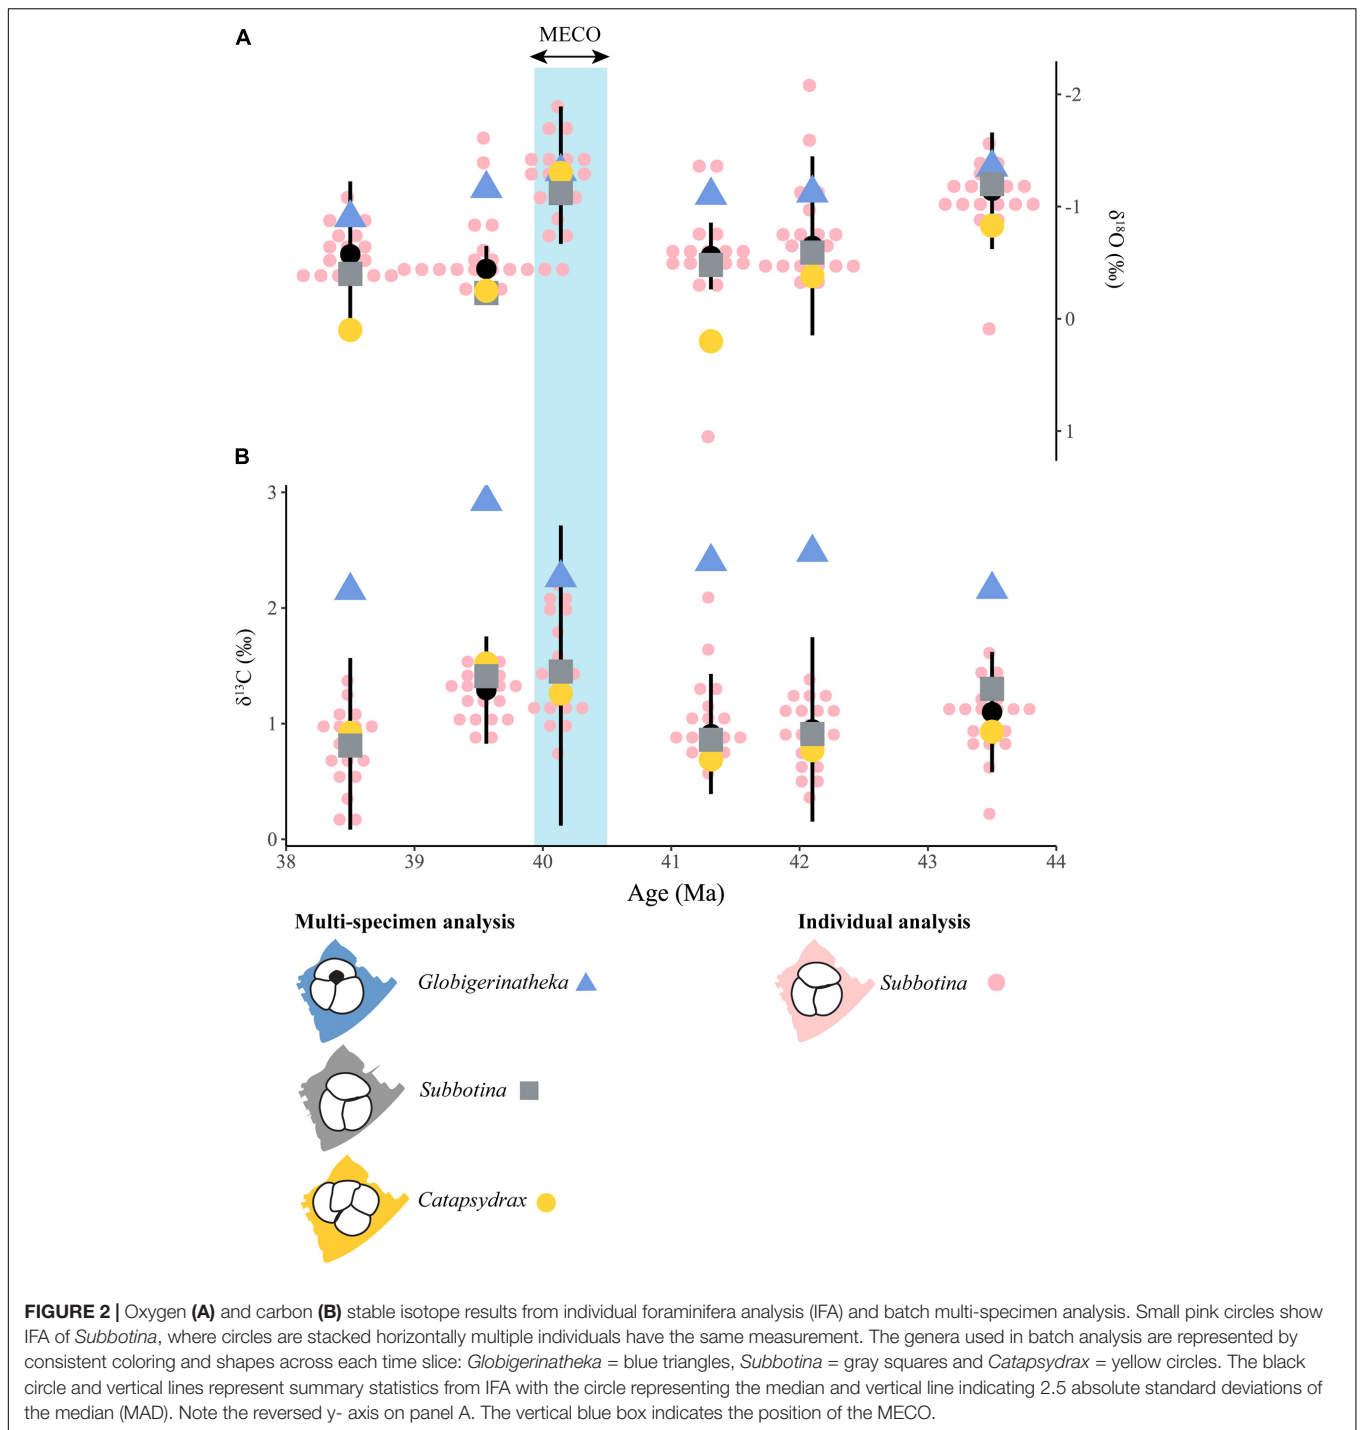 A
MECO
-2
-1
0
1
δ18O (‰)
B
3
2
1
0
δ13C (‰)
38 39 40 41 42 43 44
Age (Ma)
Multi-specimen analysis
Individual analysis
Globigerinatheka
Subbotina
Subbotina
Catapsydrax
FIGURE 2 | Oxygen (A) and carbon (B) stable isotope results from individual foraminifera analysis (IFA) and batch multi-specimen analysis. Small pink circles show
IFA of Subbotina, where circles are stacked horizontally multiple individuals have the same measurement. The genera used in batch analysis are represented by
consistent coloring and shapes across each time slice: Globigerinatheka = blue triangles, Subbotina = gray squares and Catapsydrax = yellow circles. The black
circle and vertical lines represent summary statistics from IFA with the circle representing the median and vertical line indicating 2.5 absolute standard deviations of
the median (MAD). Note the reversed y- axis on panel A. The vertical blue box indicates the position of the MECO.